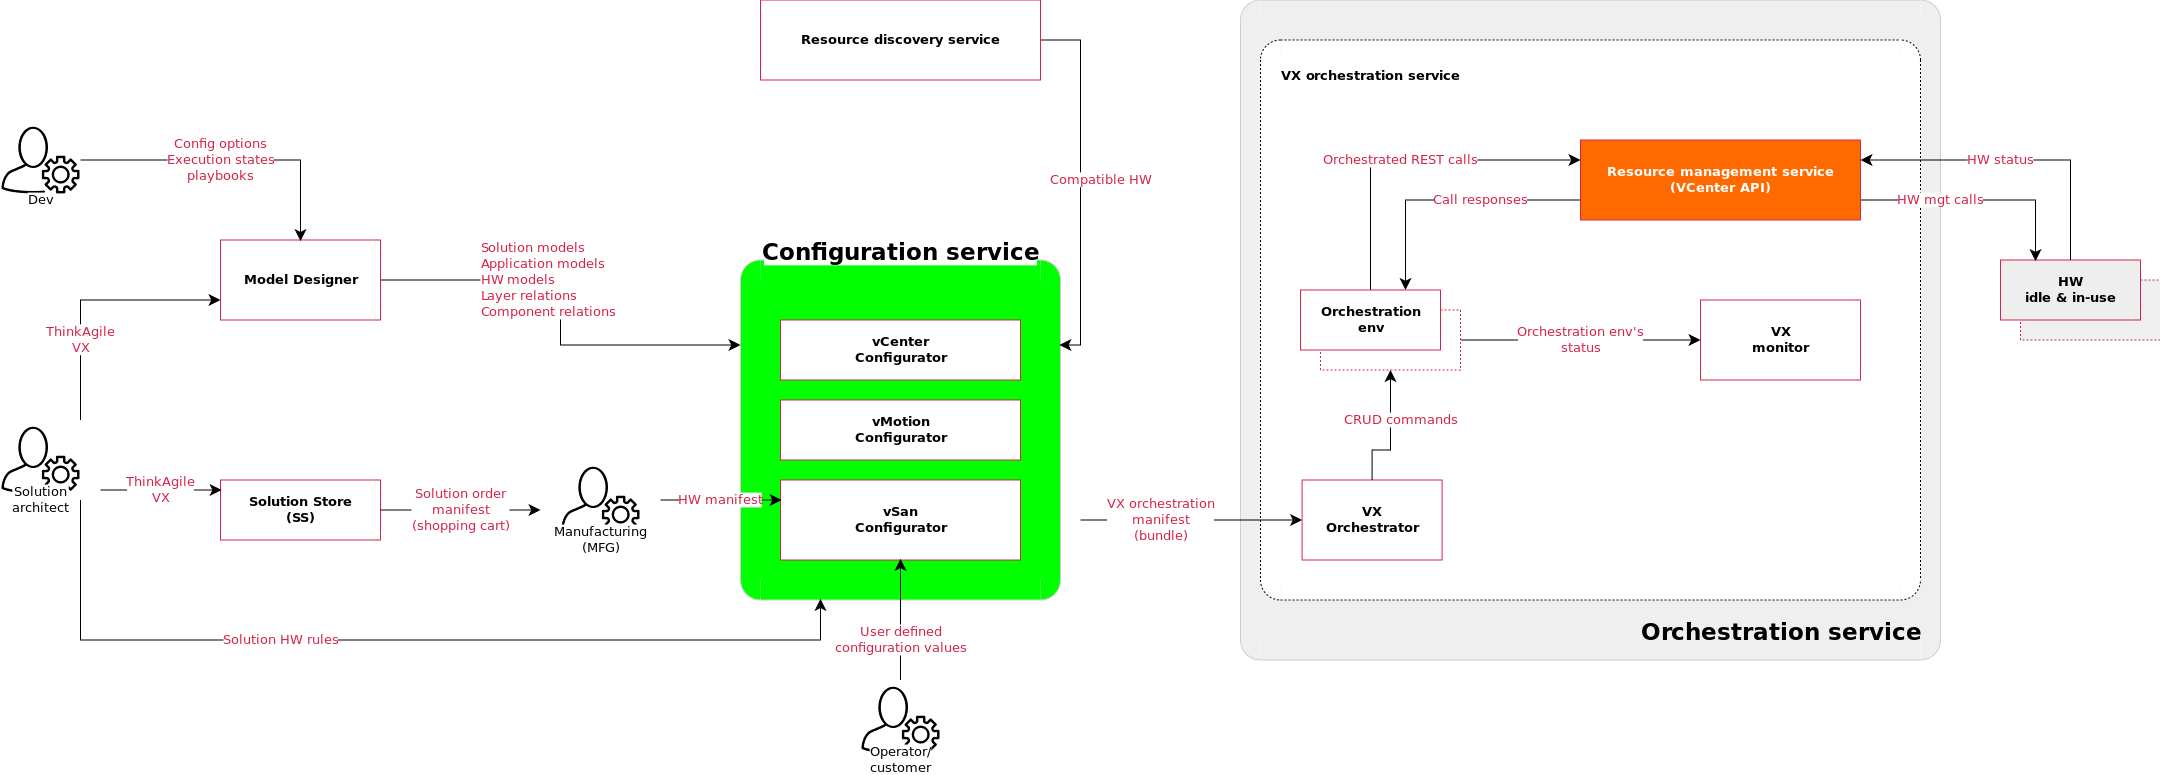 Resource discovery service
VX orchestration service
Config options
Execution states
playbooks
Dev
Orchestrated REST calls
Resource management service
(VCenter API)
HW status
Compatible HW
Call responses
HW mgt calls
Configuration service
Model Designer
Solution models
Application models
HW models
Layer relations
Component relations
HW
idle & in-use
Orchestration
env
Orchestration env's
status
VX
monitor
ThinkAgile
VX
vCenter
Configurator
vMotion
Configurator
CRUD commands
Solution
architect
ThinkAgile
VX
Solution Store
(SS)
Solution order
manifest
(shopping cart)
Manufacturing
(MFG)
HW manifest
vSan
Configurator
VX orchestration
manifest
(bundle)
VX
Orchestrator
Solution HW rules
User defined
configuration values
Orchestration service
Operator/
customer